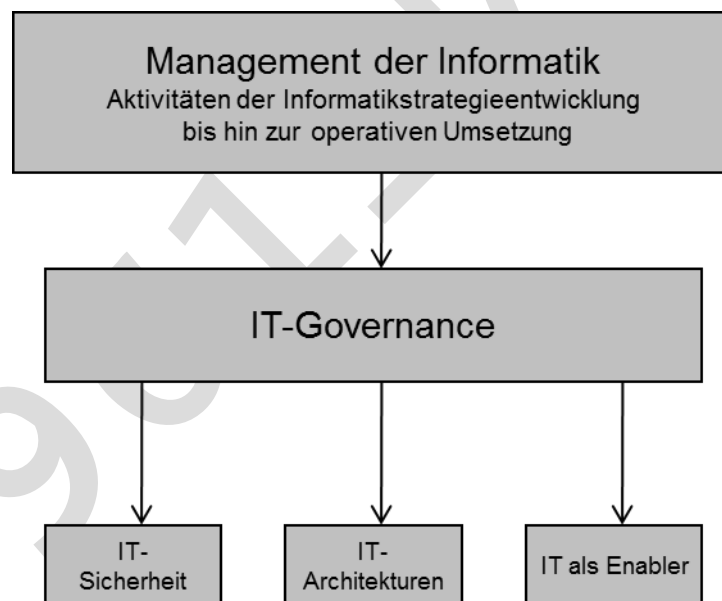 Management der Informatik
Aktivitäten der Informatikstrategieentwicklung
bis hin zur operativen Umsetzung
IT-Governance
IT-
Sicherheit
IT-
Architekturen
IT als Enabler